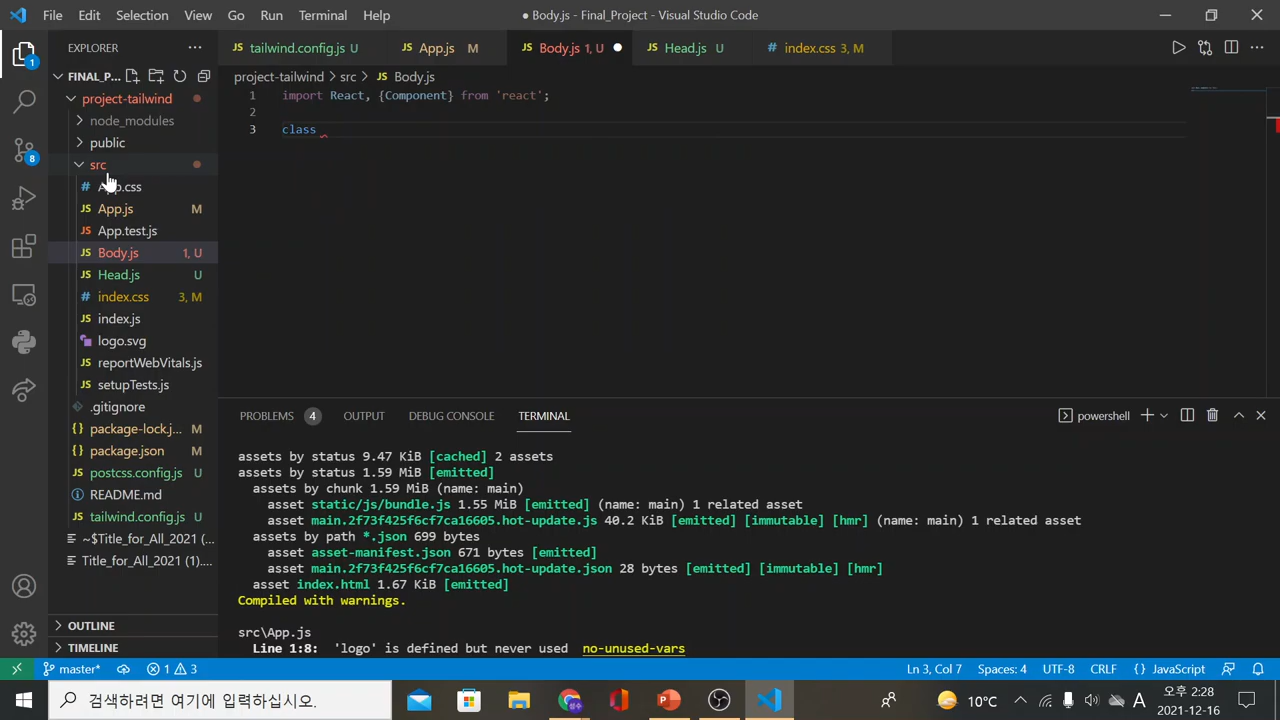 File Edit Selection View Go Run Terminal Help
● Body.js - Final_Project - Visual Studio Code
EXPLORER
FINAL_P...
project-tailwind
node_modules
public
src
App.css
App.js M
App.test.js
Body.js 1, U
Head.js U
index.css 3, M
index.js
logo.svg
reportWebVitals.js
setupTests.js
.gitignore
package-lock.j... M
package.json M
postcss.config.js U
README.md
tailwind.config.js U
~$Title_for_All_2021 (...
Title_for_All_2021 (1)....
OUTLINE
TIMELINE
tailwind.config.js U App.js M Body.js 1, U Head.js U index.css 3, M
project-tailwind > src > JS Body.js
1 import React, {Component} from 'react';
2
3 class
PROBLEMS 4 OUTPUT DEBUG CONSOLE TERMINAL
powershell
assets by status 9.47 KiB [cached] 2 assets
assets by status 1.59 MiB [emitted]
assets by chunk 1.59 MiB (name: main)
asset static/js/bundle.js 1.55 MiB [emitted] (name: main) 1 related asset
asset main.2f73f425f6cf7ca16605.hot-update.js 40.2 KiB [emitted] [immutable] [hmr] (name: main) 1 related asset
assets by path *.json 699 bytes
asset asset-manifest.json 671 bytes [emitted]
asset main.2f73f425f6cf7ca16605.hot-update.json 28 bytes [emitted] [immutable] [hmr]
asset index.html 1.67 KiB [emitted]
Compiled with warnings.
src\App.js
Line 1:8: 'logo' is defined but never used no-unused-vars
master* 1 3
Ln 3, Col 7 Spaces: 4 UTF-8 CRLF {} JavaScript
검색하려면 여기에 입력하십시오.
10℃
A
오후 2:28
2021-12-16